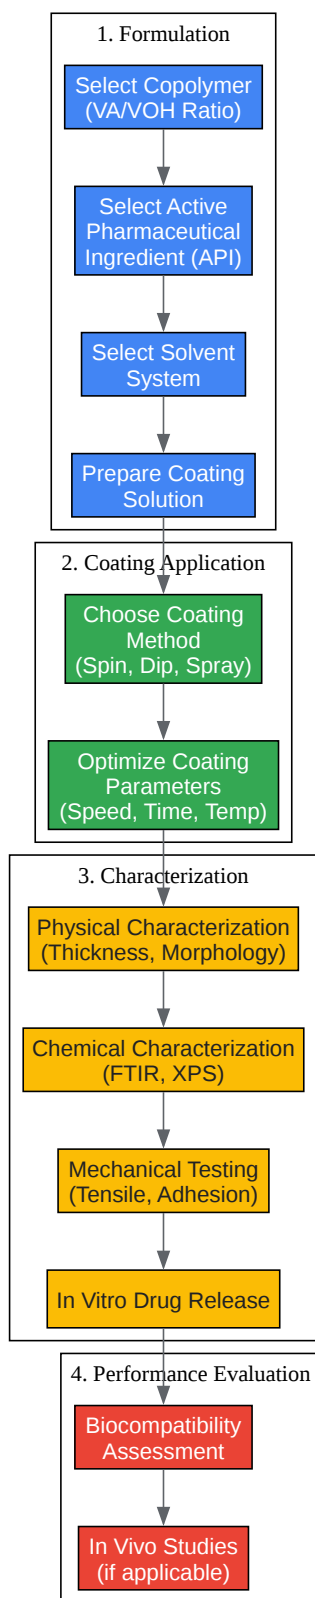 1. Formulation
Select Copolymer
(VA/VOH Ratio)
Select Active
Pharmaceutical
Ingredient (API)
Select Solvent
System
Prepare Coating
Solution
2. Coating Application
Choose Coating
Method
(Spin, Dip, Spray)
Optimize Coating
Parameters
(Speed, Time, Temp)
3. Characterization
Physical Characterization
(Thickness, Morphology)
Chemical Characterization
(FTIR, XPS)
Mechanical Testing
(Tensile, Adhesion)
In Vitro Drug Release
4. Performance Evaluation
Biocompatibility
Assessment
In Vivo Studies
(if applicable)